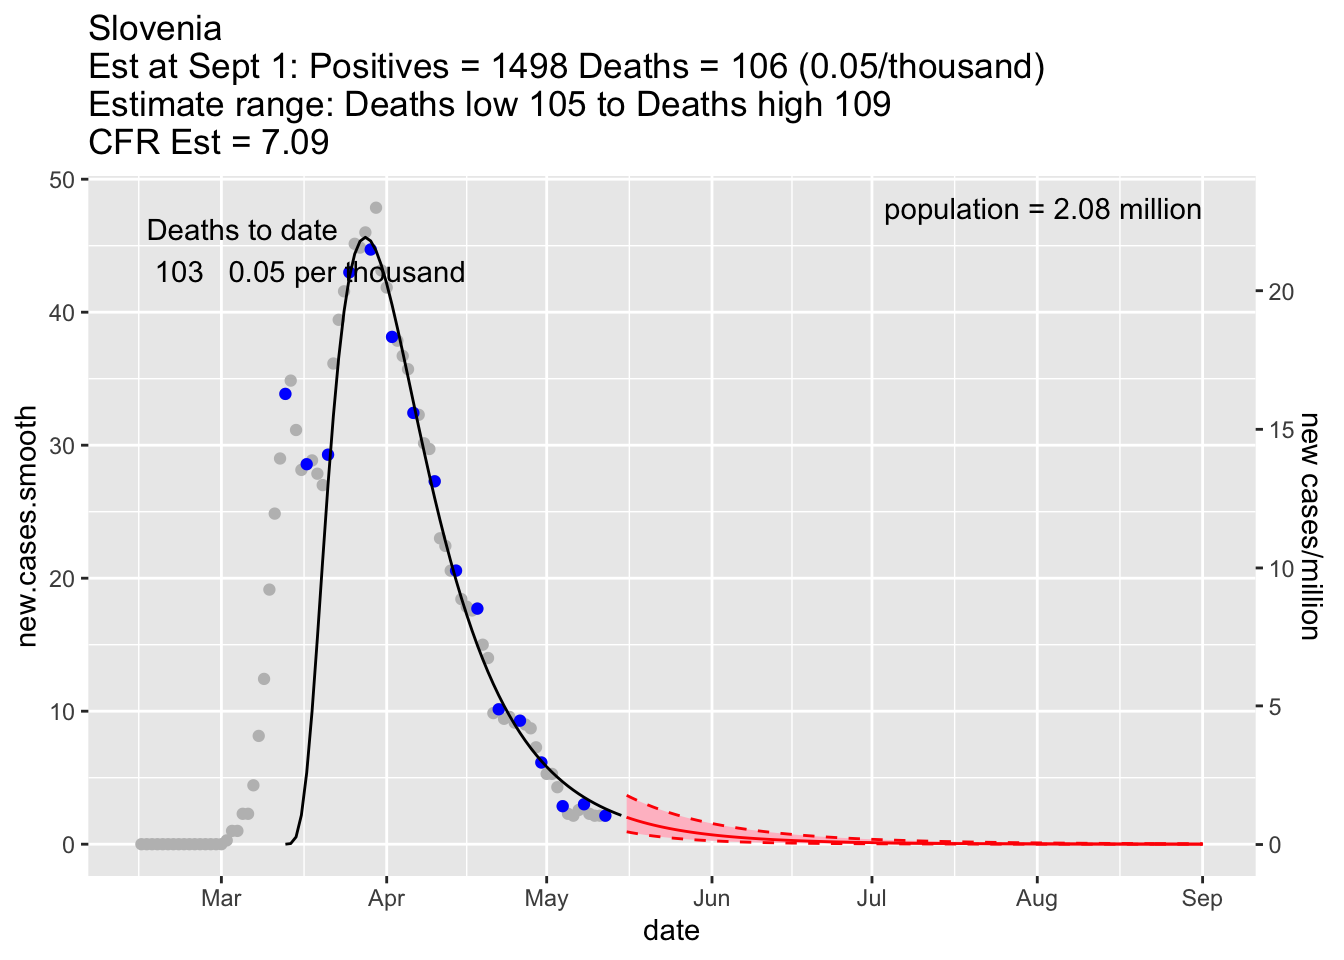 Slovenia
Est at Sept 1: Positives = 1498 Deaths = 106 (0.05/thousand)
Estimate range: Deaths low 105 to Deaths high 109
CFR Est = 7.09
Deaths to date
103 0.05 per thousand
population = 2.08 million
50
40
30
20
10
0
new.cases.smooth
20
15
10
5
0
new cases/million
Mar Apr May Jun Jul Aug Sep
date